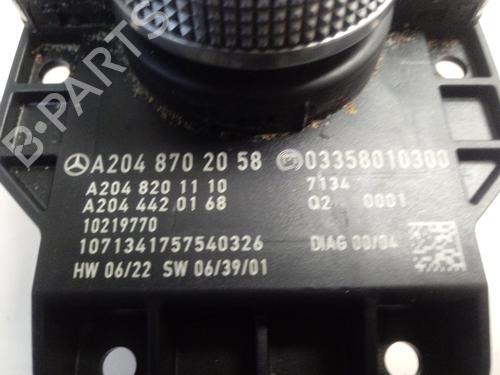 A204 870 20 58 03358010300
A204 820 11 10 7134
A204 442 01 68 Q2 0001
10219770
1071341757540326 DIAG 00/04
HW 06/22 SW 06/39/01
B-PARTS